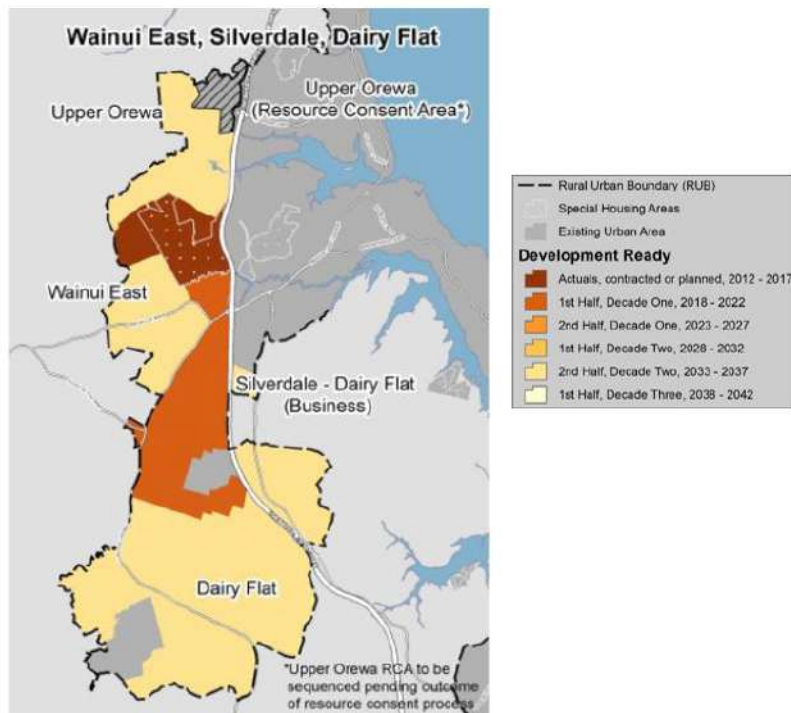 Wainui East, Silverdale, Dairy Flat
Upper Orewa
Upper Orewa
(Resource Consent Area*)
Wainui East
Silverdale - Dairy Flat
(Business)
Dairy Flat
*Upper Orewa RCA to be
sequenced pending outcome
of resource consent process
Rural Urban Boundary (RUB)
Special Housing Areas
Existing Urban Area
Development Ready
Actuals, contracted or planned, 2012 - 2017
1st Half, Decade One, 2018 - 2022
2nd Half, Decade One, 2023 - 2027
1st Half, Decade Two, 2028 - 2032
2nd Half, Decade Two, 2033 - 2037
1st Half, Decade Three, 2038 - 2042